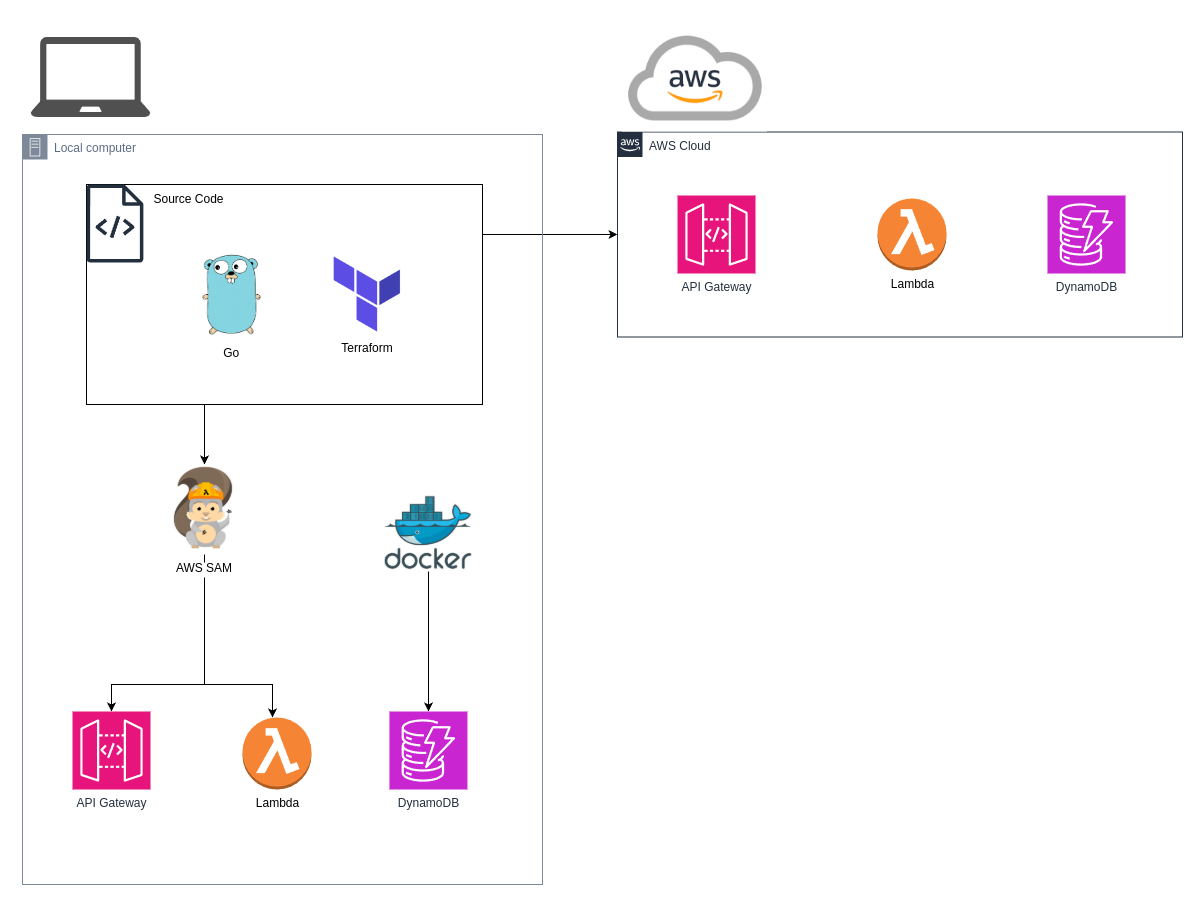 aws
Local computer
aws
AWS Cloud
</>
Source Code
Go
Terraform
</>
API Gateway
Lambda
DynamoDB
AWS SAM
docker
</>
API Gateway
Lambda
DynamoDB